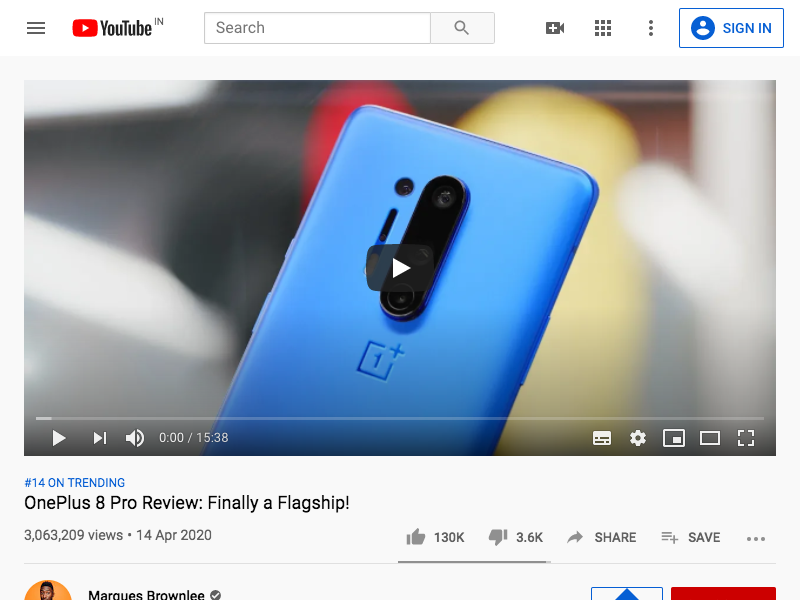 YouTube IN
Search
SIGN IN
1+
0:00 / 15:38
#14 ON TRENDING
OnePlus 8 Pro Review: Finally a Flagship!
3,063,209 views • 14 Apr 2020
130K
3.6K
SHARE
SAVE
Marques Brownlee